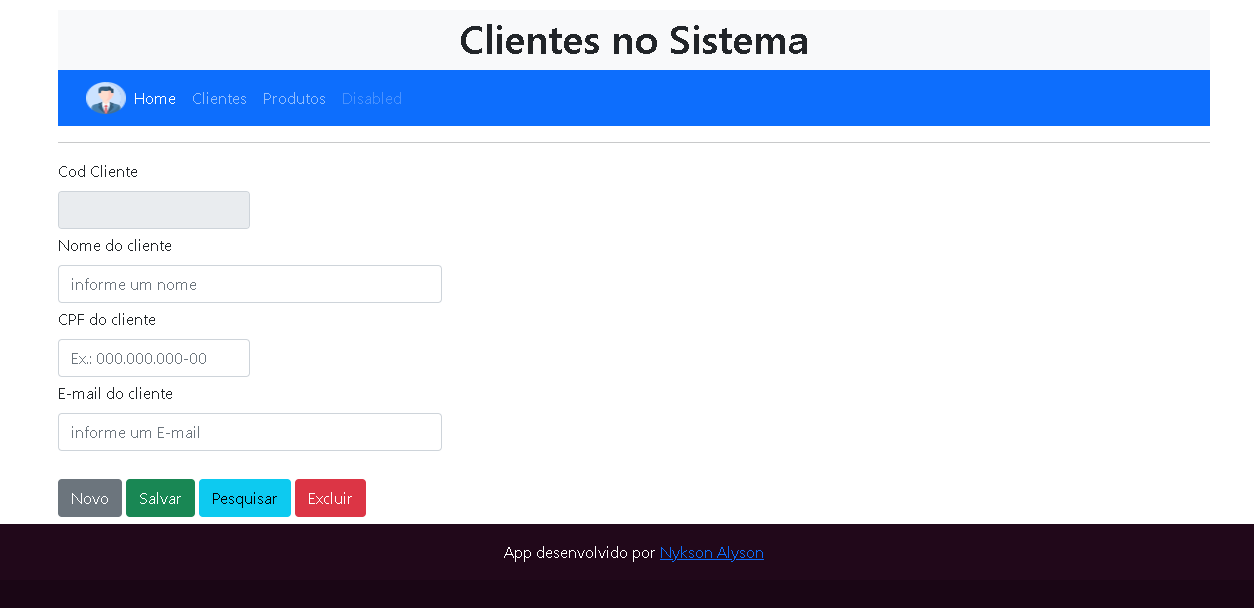 Clientes no Sistema
Home Clientes Produtos Disabled
Cod Cliente
Nome do cliente
informe um nome
CPF do cliente
Ex.: 000.000.000-00
E-mail do cliente
informe um E-mail
Novo Salvar Pesquisar Excluir
App desenvolvido por Nykson Alyson